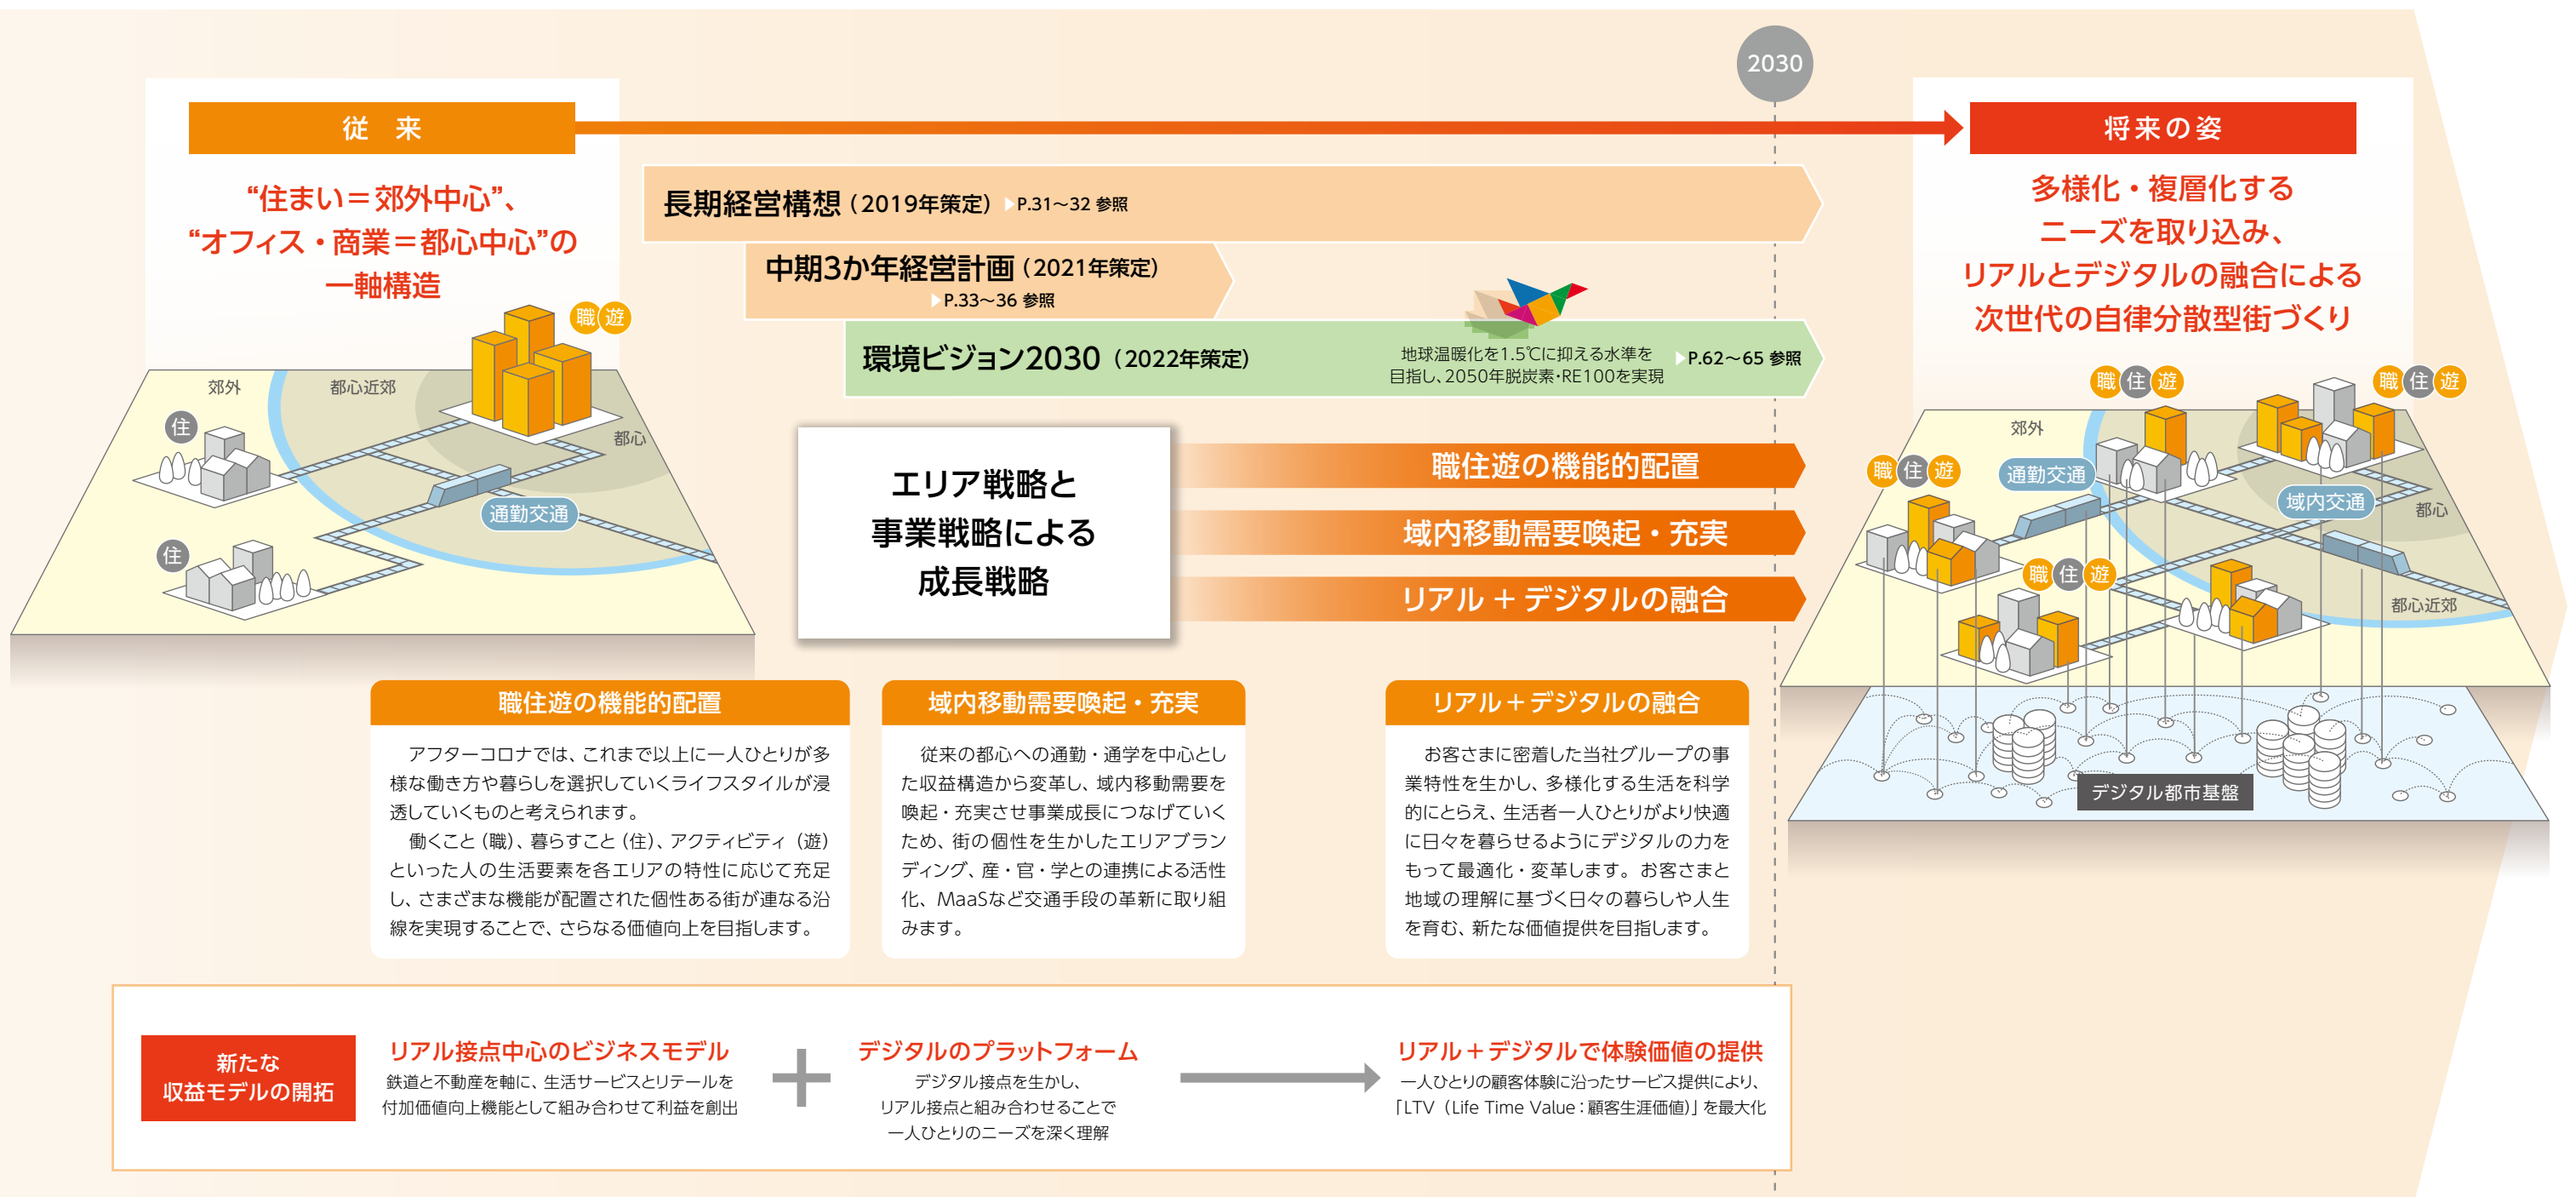 2030
従 来
“住まい＝郊外中心”、
“オフィス・商業＝都心中心”の
一軸構造
職 遊
郊外
都心近郊
都心
住
通勤交通
住
長期経営構想（2019年策定） P.31～32 参照
中期3か年経営計画（2021年策定）
P.33～36 参照
環境ビジョン2030（2022年策定）
地球温暖化を1.5℃に抑える水準を
目指し、2050年脱炭素・RE100を実現
P.62～65 参照
エリア戦略と
事業戦略による
成長戦略
職住遊の機能的配置
域内移動需要喚起・充実
リアル＋デジタルの融合
将来の姿
多様化・複層化する
ニーズを取り込み、
リアルとデジタルの融合による
次世代の自律分散型街づくり
職 住 遊
職 住 遊
郊外
職 住 遊
通勤交通
域内交通
都心
職 住 遊
都心近郊
デジタル都市基盤
職住遊の機能的配置
アフターコロナでは、これまで以上に一人ひとりが多
様な働き方や暮らしを選択していくライフスタイルが浸
透していくものと考えられます。
働くこと（職）、暮らすこと（住）、アクティビティ（遊）
といった人の生活要素を各エリアの特性に応じて充足
し、さまざまな機能が配置された個性ある街が連なる沿
線を実現することで、さらなる価値向上を目指します。
域内移動需要喚起・充実
従来の都心への通勤・通学を中心とし
た収益構造から変革し、域内移動需要を
喚起・充実させ事業成長につなげていく
ため、街の個性を生かしたエリアブラン
ディング、産・官・学との連携による活性
化、MaaSなど交通手段の革新に取り組
みます。
リアル＋デジタルの融合
お客さまに密着した当社グループの事
業特性を生かし、多様化する生活を科学
的にとらえ、生活者一人ひとりがより快適
に日々を暮らせるようにデジタルの力を
もって最適化・変革します。お客さまと
地域の理解に基づく日々の暮らしや人生
を育む、新たな価値提供を目指します。
新たな
収益モデルの開拓
リアル接点中心のビジネスモデル
鉄道と不動産を軸に、生活サービスとリテールを
付加価値向上機能として組み合わせて利益を創出
デジタルのプラットフォーム
デジタル接点を生かし、
リアル接点と組み合わせることで
一人ひとりのニーズを深く理解
リアル＋デジタルで体験価値の提供
一人ひとりの顧客体験に沿ったサービス提供により、
「LTV（Life Time Value：顧客生涯価値）」を最大化